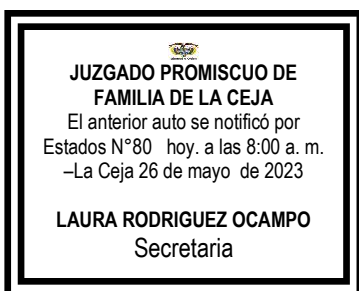 JUZGADO PROMISCUO DE
FAMILIA DE LA CEJA
El anterior auto se notificó por
Estados N°80 hoy. a las 8:00 a. m.
–La Ceja 26 de mayo de 2023
LAURA RODRIGUEZ OCAMPO
Secretaria